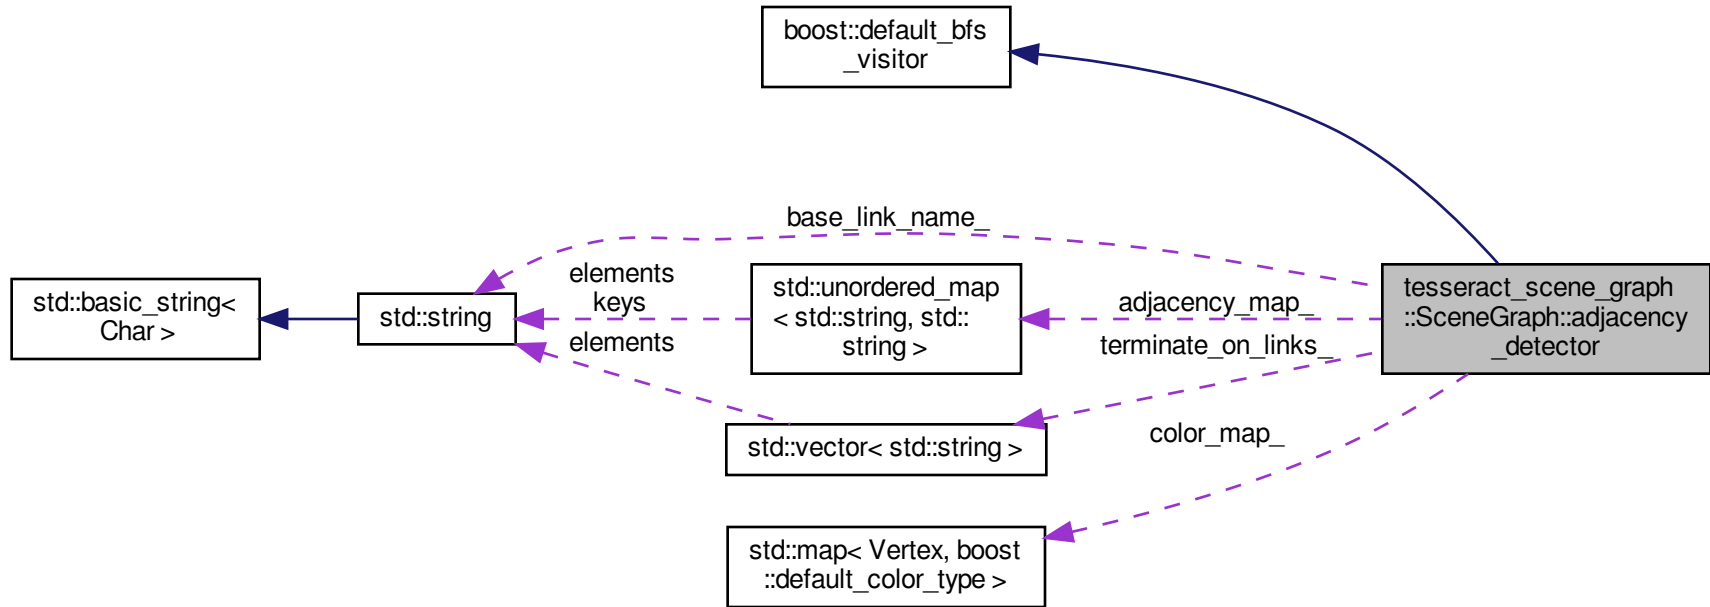 boost::default_bfs
_visitor
base_link_name_
std::basic_string<
Char >
std::string
elements
keys
elements
std::unordered_map
< std::string, std::
string >
adjacency_map_
terminate_on_links_
tesseract_scene_graph
::SceneGraph::adjacency
_detector
std::vector< std::string >
color_map_
std::map< Vertex, boost
::default_color_type >